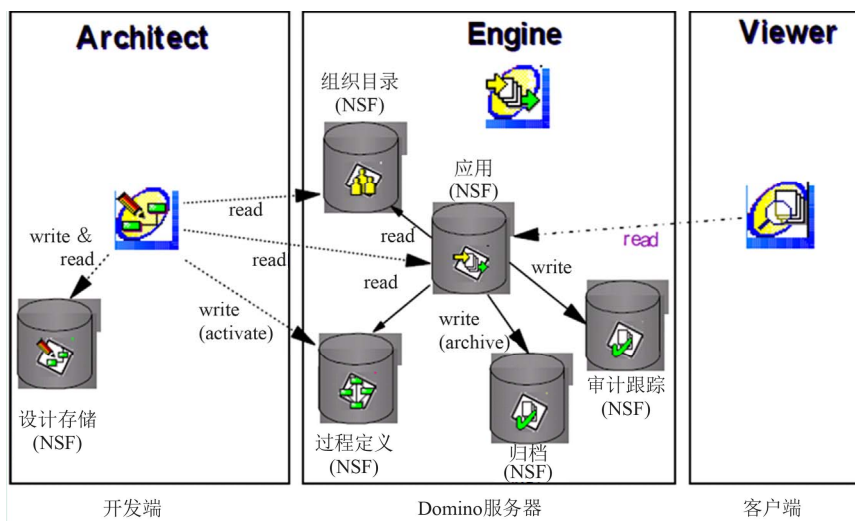 Architect
Engine
Viewer
组织目录
(NSF)
应用
(NSF)
read
read
read
write &
read
read
read
write
write
(activate)
write
(archive)
设计存储
(NSF)
过程定义
(NSF)
归档
(NSF)
审计跟踪
(NSF)
开发端
Domino服务器
客户端